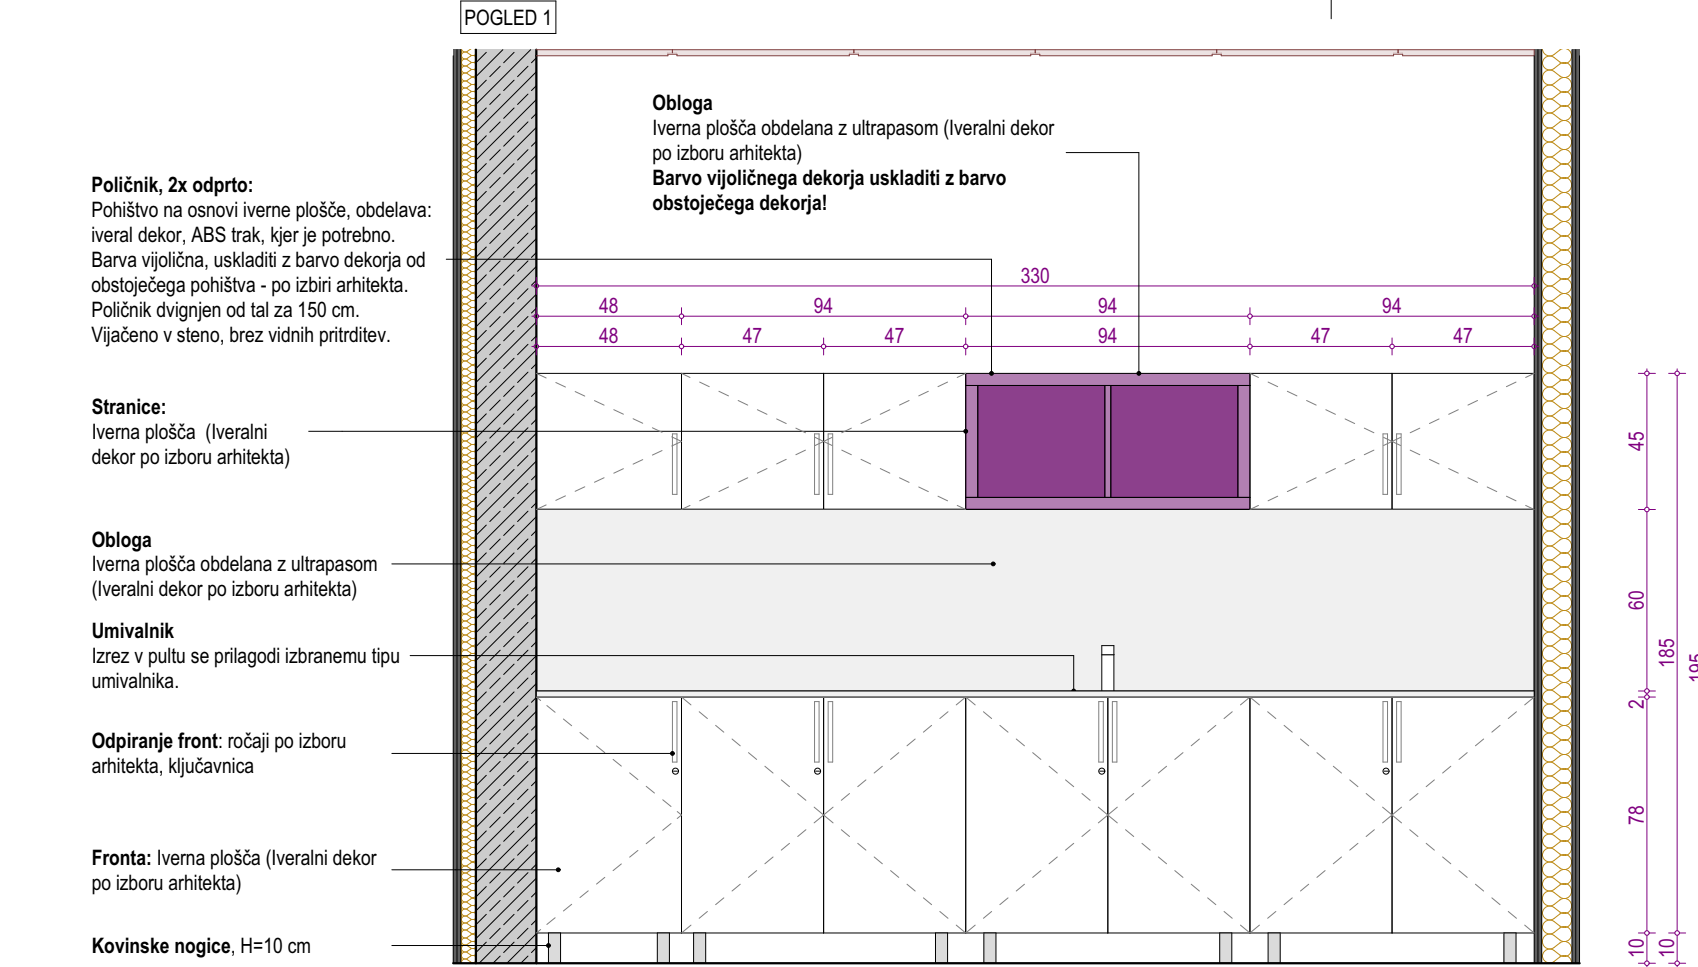 POGLED 1
Obloga
Iverna plošča obdelana z ultrapasom (Iveralni dekor
po izboru arhitekta)
Barvo vijoličnega dekorja uskladiti z barvo
obstoječega dekorja!
Poličnik, 2x odprto:
Pohištvo na osnovi iverne plošče, obdelava:
iveral dekor, ABS trak, kjer je potrebno.
Barva vijolična, uskladiti z barvo dekorja od
obstoječega pohištva - po izbiri arhitekta.
Poličnik dvignjen od tal za 150 cm.
Vijačeno v steno, brez vidnih pritrditev.
330
48 94 94 94
48 47 47 94 47 47
Stranice:
Iverna plošča (Iveralni
dekor po izboru arhitekta)
Obloga
Iverna plošča obdelana z ultrapasom
(Iveralni dekor po izboru arhitekta)
Umivalnik
Izrez v pultu se prilagodi izbranemu tipu
umivalnika.
Odpiranje front: ročaji po izboru
arhitekta, ključavnica
Fronta: Iverna plošča (Iveralni dekor
po izboru arhitekta)
Kovinske nogice, H=10 cm
45
60
2
78
10
185
10
195